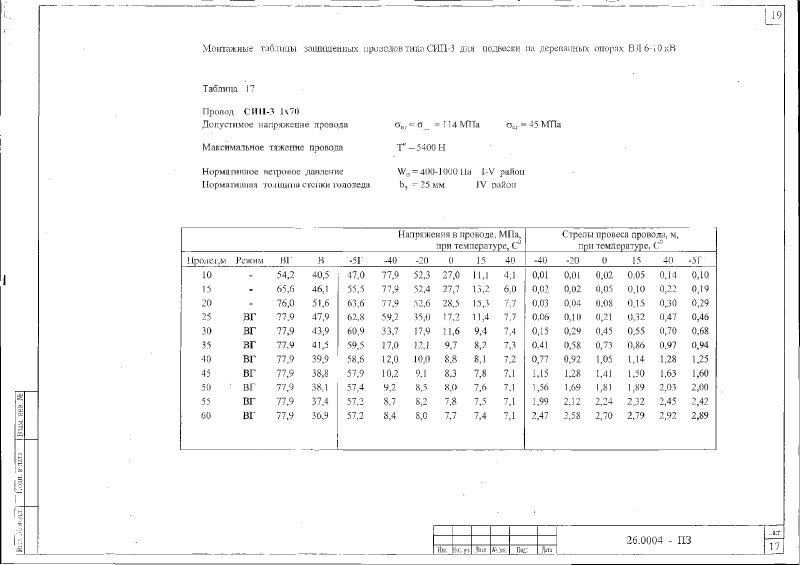 19
Монтажные таблицы защищенных проводов типа СИП-3 для подвески на деревянных опорах ВЛ 6-10 кВ
Таблица 17
Провод СИП-3 1х70
Допустимое напряжение провода σбг = σ_ = 114 МПа σсг = 45 МПа
Максимальное тяжение провода Tн = 5400 Н
Нормативное ветровое давление W0 = 400-1000 Па I-V район
Нормативная толщина стенки гололеда bэ = 25 мм IV район
Напряжения в проводе, МПа, Стрелы провеса провода, м,
при температуре, С0 при температуре, С0
Пролет,м Режим ВГ В -5Г -40 -20 0 15 40 -40 -20 0 15 40 -5Г
10 - 54,2 40,5 47,0 77,9 52,3 27,0 11,1 4,1 0,01 0,01 0,02 0,05 0,14 0,10
15 - 65,6 46,1 55,5 77,9 52,4 27,7 13,2 6,0 0,02 0,02 0,05 0,10 0,22 0,19
20 - 76,0 51,6 63,6 77,9 52,6 28,5 15,3 7,7 0,03 0,04 0,08 0,15 0,30 0,29
25 ВГ 77,9 47,9 62,8 59,2 35,0 17,2 11,4 7,7 0,06 0,10 0,21 0,32 0,47 0,46
30 ВГ 77,9 43,9 60,9 33,7 17,9 11,6 9,4 7,4 0,15 0,29 0,45 0,55 0,70 0,68
35 ВГ 77,9 41,5 59,5 17,0 12,1 9,7 8,2 7,3 0,41 0,58 0,73 0,86 0,97 0,94
40 ВГ 77,9 39,9 58,6 12,0 10,0 8,8 8,1 7,2 0,77 0,92 1,05 1,14 1,28 1,25
45 ВГ 77,9 38,8 57,9 10,2 9,1 8,3 7,8 7,1 1,15 1,28 1,41 1,50 1,63 1,60
50 ВГ 77,9 38,1 57,4 9,2 8,5 8,0 7,6 7,1 1,56 1,69 1,81 1,89 2,03 2,00
55 ВГ 77,9 37,4 57,3 8,7 8,2 7,8 7,5 7,1 1,99 2,12 2,24 2,32 2,45 2,42
60 ВГ 77,9 36,9 57,2 8,4 8,0 7,7 7,4 7,1 2,47 2,58 2,70 2,79 2,92 2,89
Взам. инв. №
Подп. и дата
Инв. № подл.
26.0004 - ПЗ
Лист
17
Изм. Кол. уч. Лист № док. Подп. Дата